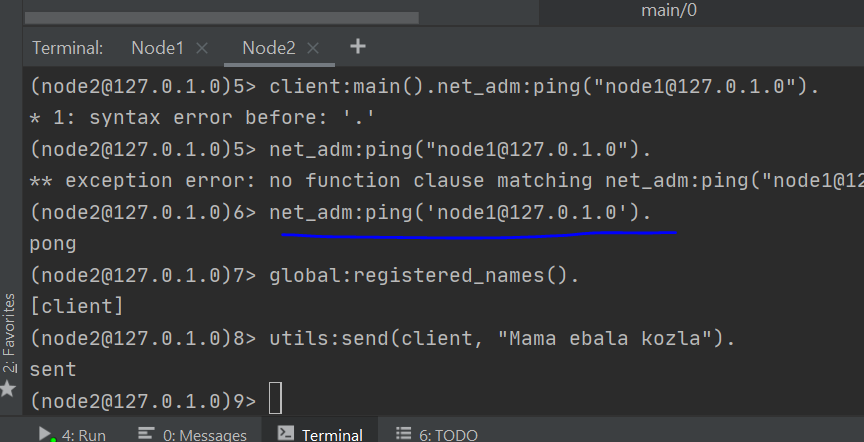 main/0
Terminal: Node1 × Node2 × +
(node2@127.0.1.0)5> client:main().net_adm:ping("node1@127.0.1.0").
* 1: syntax error before: '.'
(node2@127.0.1.0)5> net_adm:ping("node1@127.0.1.0").
** exception error: no function clause matching net_adm:ping("node1@12
(node2@127.0.1.0)6> net_adm:ping('node1@127.0.1.0').
pong
(node2@127.0.1.0)7> global:registered_names().
[client]
(node2@127.0.1.0)8> utils:send(client, "Mama ebala kozla").
sent
(node2@127.0.1.0)9>
2: Favorites
4: Run 0: Messages Terminal 6: TODO